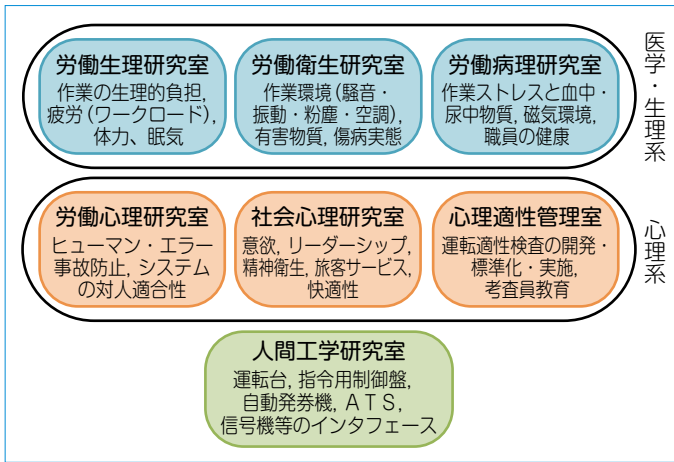 労働生理研究室
作業の生理的負担,
疲労(ワークロード),
体力、眠気
労働衛生研究室
作業環境(騒音・
振動・粉塵・空調),
有害物質, 傷病実態
労働病理研究室
作業ストレスと血中・
尿中物質, 磁気環境,
職員の健康
医学・生理系
労働心理研究室
ヒューマン・エラー
事故防止, システム
の対人適合性
社会心理研究室
意欲, リーダーシップ,
精神衛生, 旅客サービス,
快適性
心理適性管理室
運転適性検査の開発・
標準化・実施,
考査員教育
心理系
人間工学研究室
運転台, 指令用制御盤,
自動発券機, ATS,
信号機等のインタフェース